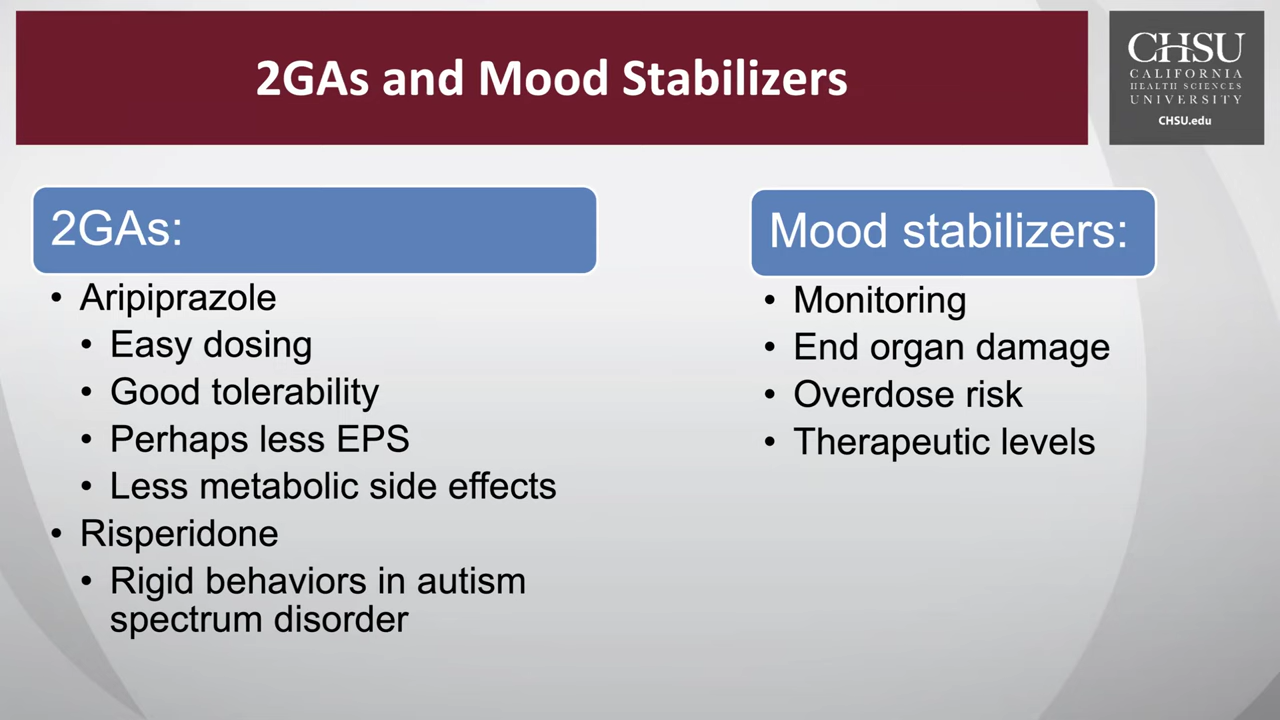 2GAs and Mood Stabilizers
CHSU
CALIFORNIA
HEALTH SCIENCES
UNIVERSITY
CHSU.edu
2GAs:
• Aripiprazole
• Easy dosing
• Good tolerability
• Perhaps less EPS
• Less metabolic side effects
• Risperidone
• Rigid behaviors in autism
spectrum disorder
Mood stabilizers:
• Monitoring
• End organ damage
• Overdose risk
• Therapeutic levels